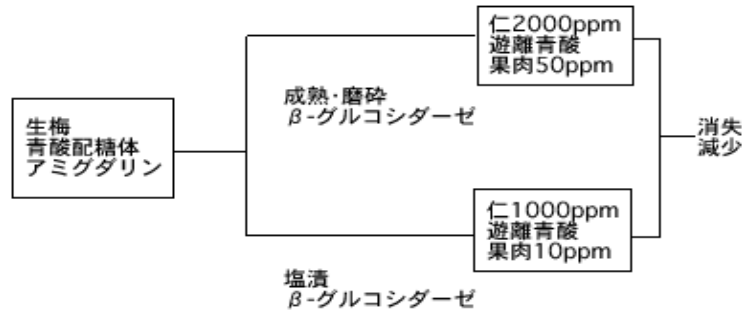 生梅
青酸配糖体
アミグダリン
成熟･磨砕
β-グルコシダーゼ
仁2000ppm
遊離青酸
果肉50ppm
塩漬
β-グルコシダーゼ
仁1000ppm
遊離青酸
果肉10ppm
消失
減少